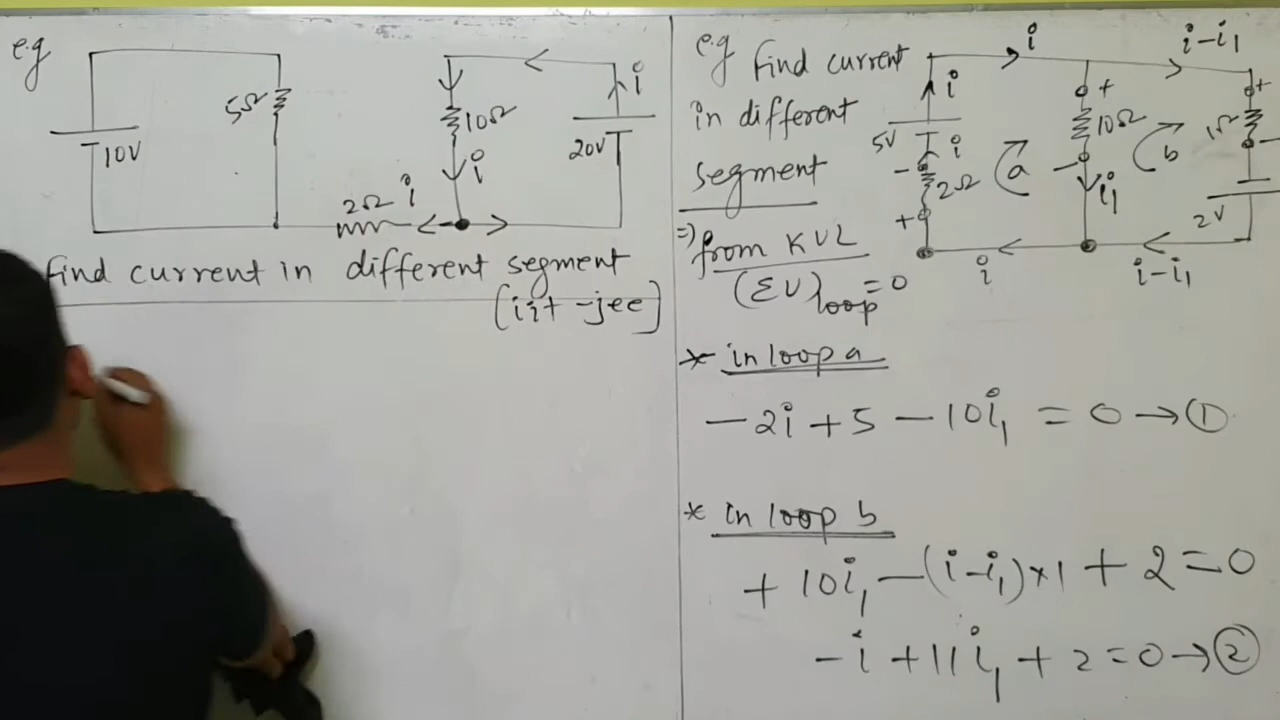 e.g
5Ω
10V
2Ω i
10Ω
i
20V
i
find current in different segment
[iit -jee]
e.g find current
in different
segment
=) from KVL
(ΣV)loop = 0
i
i-i₁
i
5V
i
-
2Ω
+
a
+
10Ω
-
i₁
b
+
1Ω
-
2V
i
i-i₁
* in loop a
-2i + 5 - 10i₁ = 0 → ①
* in loop b
+ 10i₁ - (i-i₁)×1 + 2 = 0
-i + 11i₁ + 2 = 0 → ②